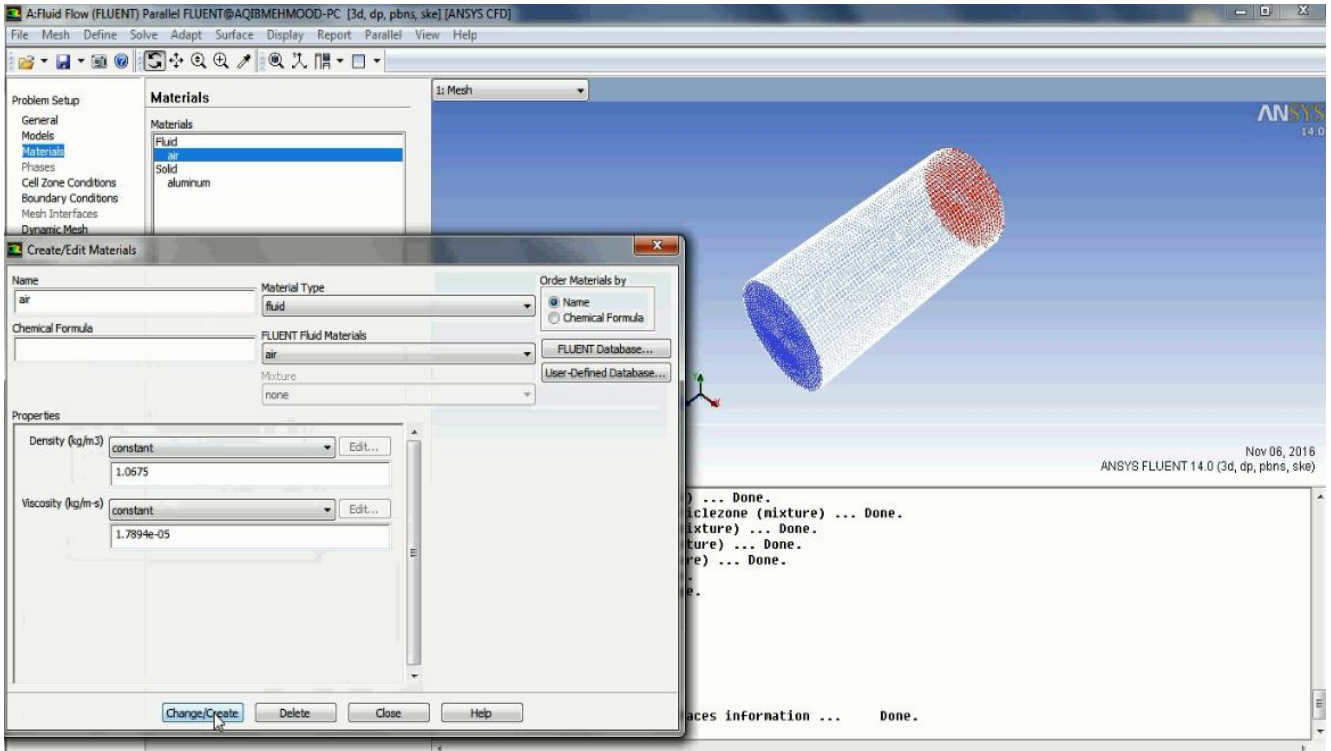 A:Fluid Flow (FLUENT) Parallel FLUENT@AQIBMEHMOOD-PC [3d, dp, pbns, ske] [ANSYS CFD]
File Mesh Define Solve Adapt Surface Display Report Parallel View Help
Problem Setup
General
Models
Materials
Phases
Cell Zone Conditions
Boundary Conditions
Mesh Interfaces
Dynamic Mesh
Materials
Materials
Fluid
air
Solid
aluminum
1: Mesh
ANSYS
14.0
Create/Edit Materials
Name
air
Chemical Formula
Material Type
fluid
FLUENT Fluid Materials
air
Mixture
none
Order Materials by
Name
Chemical Formula
FLUENT Database...
User-Defined Database...
Properties
Density (kg/m3) constant Edit...
1.0675
Viscosity (kg/m-s) constant Edit...
1.7894e-05
Change/Create Delete Close Help
Nov 06, 2016
ANSYS FLUENT 14.0 (3d, dp, pbns, ske)
) ... Done.
iclezone (mixture) ... Done.
ixture) ... Done.
ture) ... Done.
re) ... Done.
.
e.
aces information ... Done.